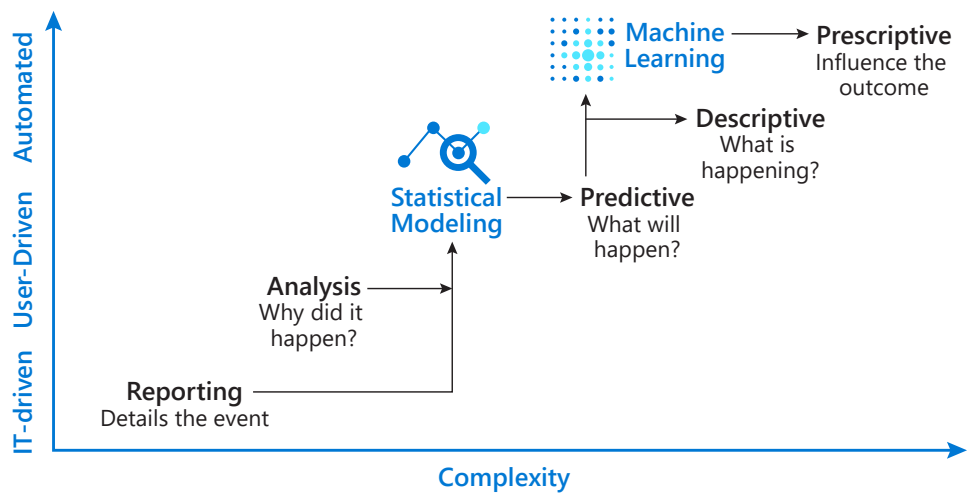 Automated
User-Driven
IT-driven
Machine
Learning
Prescriptive
Influence the
outcome
Descriptive
What is
happening?
Statistical
Modeling
Predictive
What will
happen?
Analysis
Why did it
happen?
Reporting
Details the event
Complexity